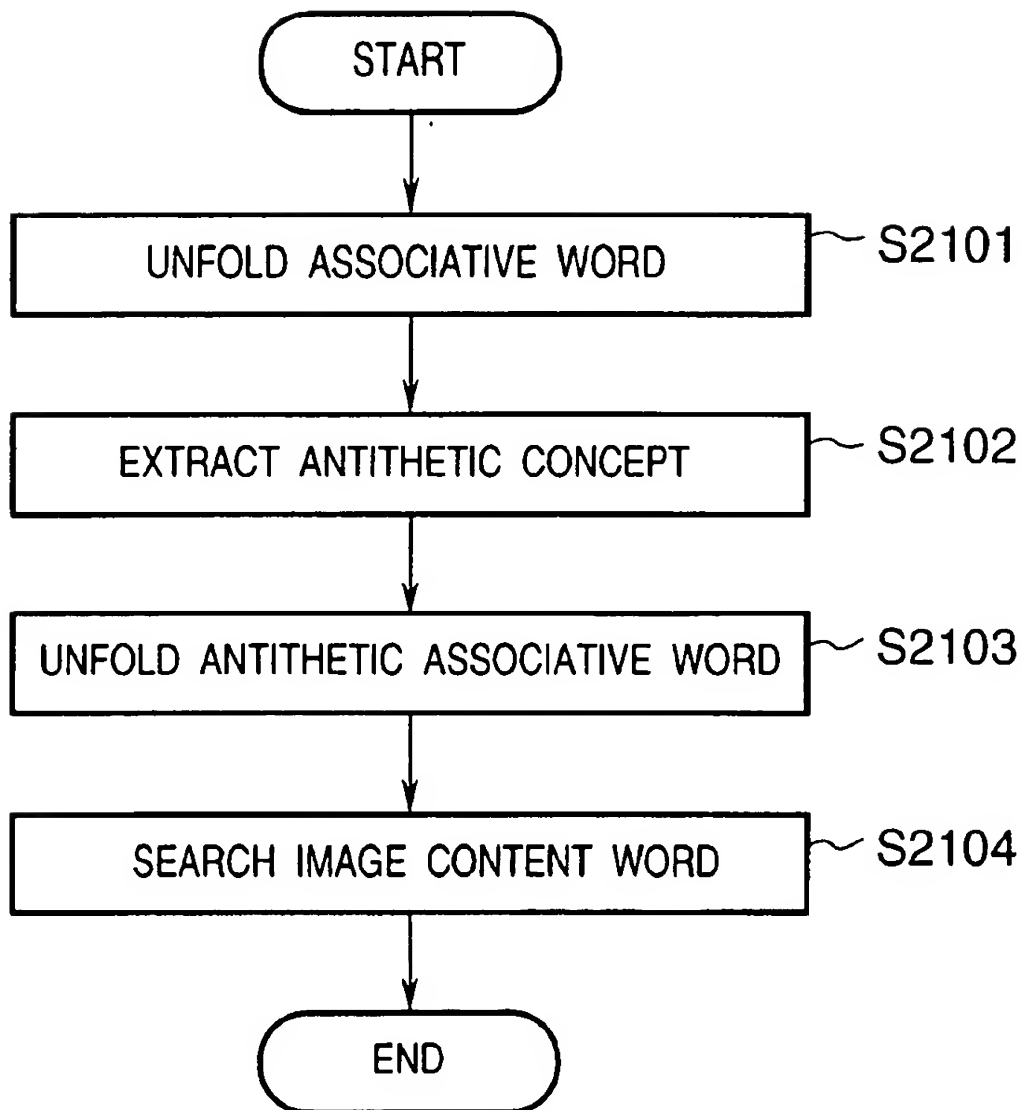 START
UNFOLD ASSOCIATIVE WORD S2101
EXTRACT ANTITHETIC CONCEPT S2102
UNFOLD ANTITHETIC ASSOCIATIVE WORD S2103
SEARCH IMAGE CONTENT WORD S2104
END